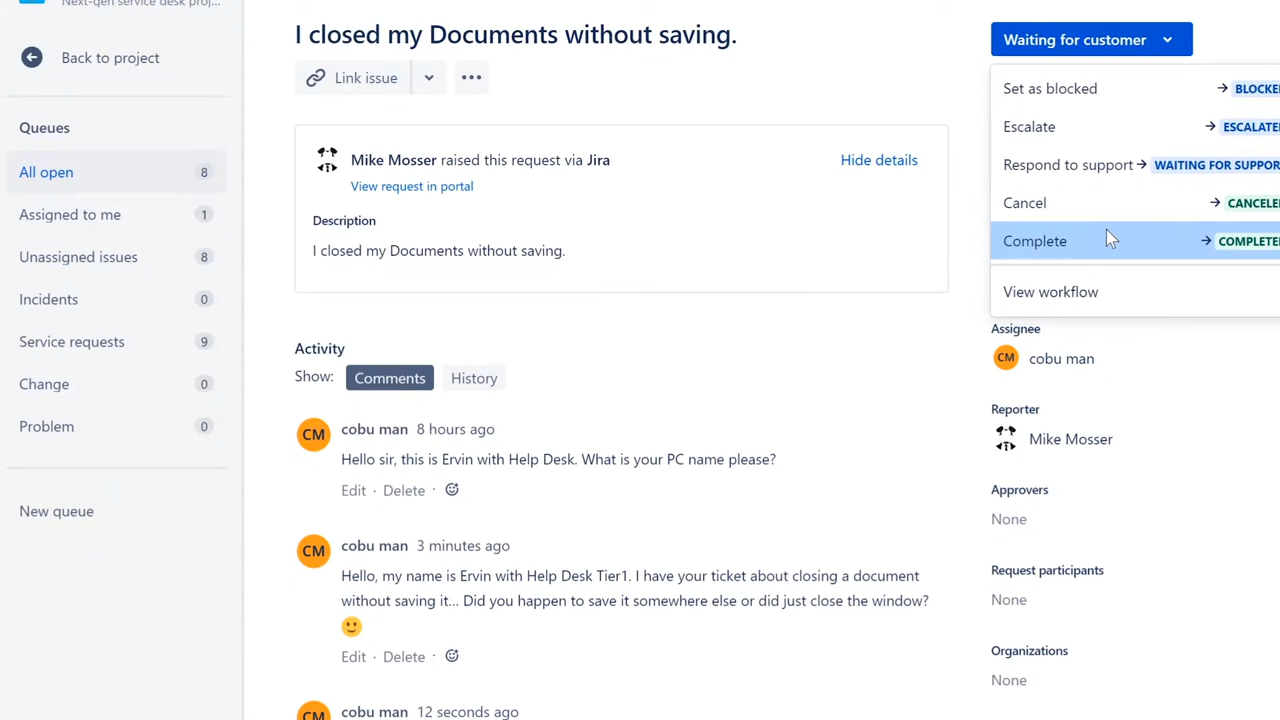 Next-gen service desk proj...
Back to project
Queues
All open 8
Assigned to me 1
Unassigned issues 8
Incidents 0
Service requests 9
Change 0
Problem 0
New queue
I closed my Documents without saving.
Link issue
Mike Mosser raised this request via Jira
Hide details
View request in portal
Description
I closed my Documents without saving.
Activity
Show: Comments History
CM cobu man 8 hours ago
Hello sir, this is Ervin with Help Desk. What is your PC name please?
Edit · Delete ·
CM cobu man 3 minutes ago
Hello, my name is Ervin with Help Desk Tier1. I have your ticket about closing a document
without saving it... Did you happen to save it somewhere else or did just close the window?
Edit · Delete ·
CM cobu man 12 seconds ago
Waiting for customer
Set as blocked → BLOCKE
Escalate → ESCALATE
Respond to support → WAITING FOR SUPPOR
Cancel → CANCELE
Complete → COMPLETE
View workflow
Assignee
CM cobu man
Reporter
Mike Mosser
Approvers
None
Request participants
None
Organizations
None